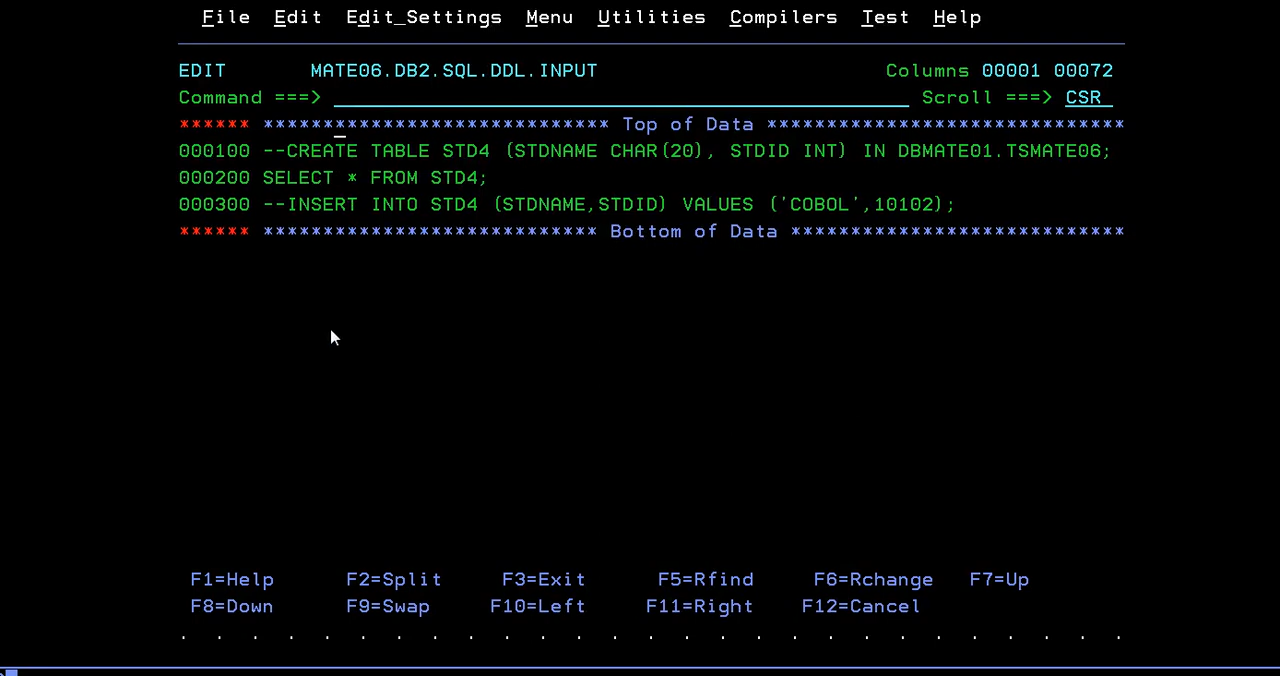 File Edit Edit_Settings Menu Utilities Compilers Test Help
EDIT MATE06.DB2.SQL.DDL.INPUT Columns 00001 00072
Command ===> Scroll ===> CSR
****** ***************************** Top of Data ******************************
000100 --CREATE TABLE STD4 (STDNAME CHAR(20), STDID INT) IN DBMATE01.TSMATE06;
000200 SELECT * FROM STD4;
000300 --INSERT INTO STD4 (STDNAME,STDID) VALUES ('COBOL',10102);
****** **************************** Bottom of Data ****************************
F1=Help F2=Split F3=Exit F5=Rfind F6=Rchange F7=Up
F8=Down F9=Swap F10=Left F11=Right F12=Cancel
. . . . . . . . . . . . . . . . . . . . . . . . . . .